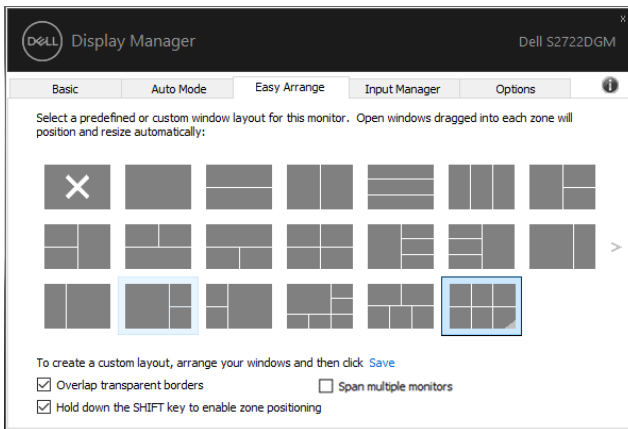 DELL Display Manager Dell S2722DGM
Basic Auto Mode Easy Arrange Input Manager Options
Select a predefined or custom window layout for this monitor. Open windows dragged into each zone will
position and resize automatically:
To create a custom layout, arrange your windows and then click Save
Overlap transparent borders Span multiple monitors
Hold down the SHIFT key to enable zone positioning